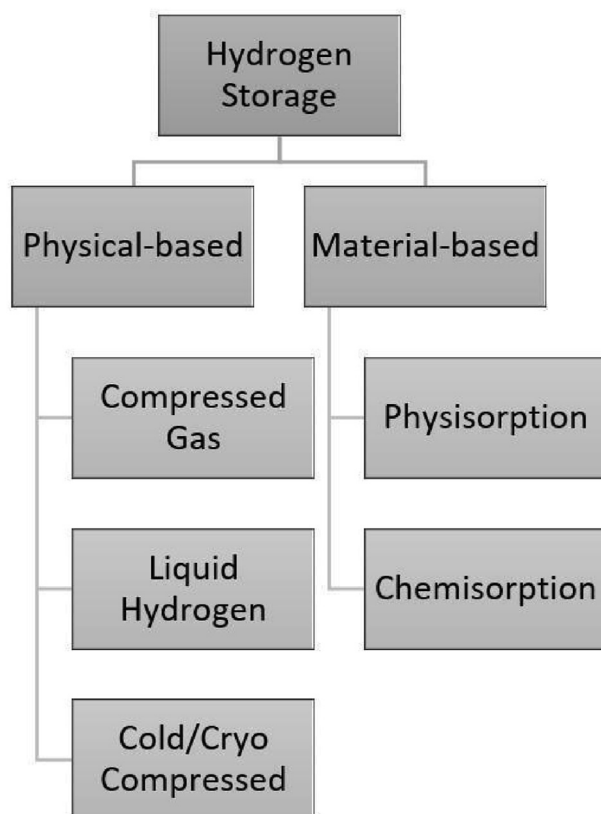 Hydrogen
Storage
Physical-based
Material-based
Compressed
Gas
Physisorption
Liquid
Hydrogen
Chemisorption
Cold/Cryo
Compressed